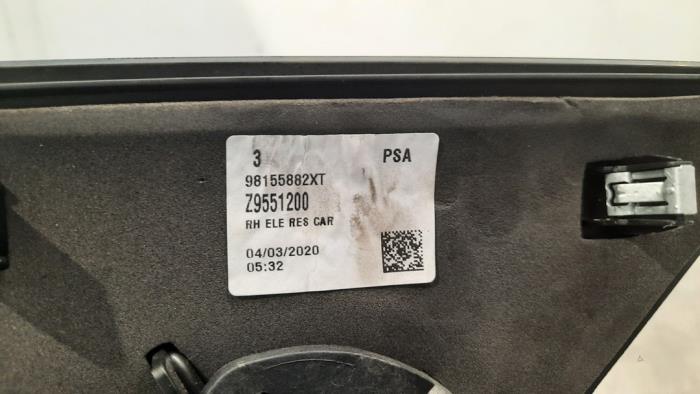 3 PSA
98155882XT
Z9551200
RH ELE RES CAR
04/03/2020
05:32